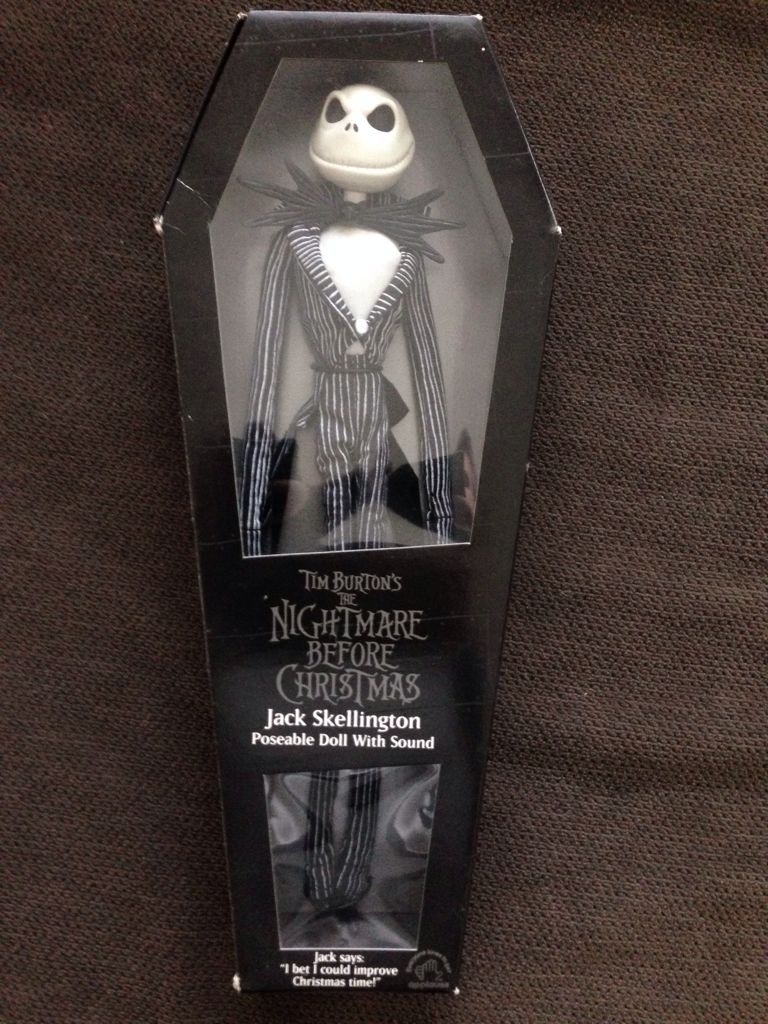 TIM BURTON'S
THE
NIGHTMARE
BEFORE
CHRISTMAS
Jack Skellington
Poseable Doll With Sound
Jack says:
"I bet I could improve
Christmas time!"
applause